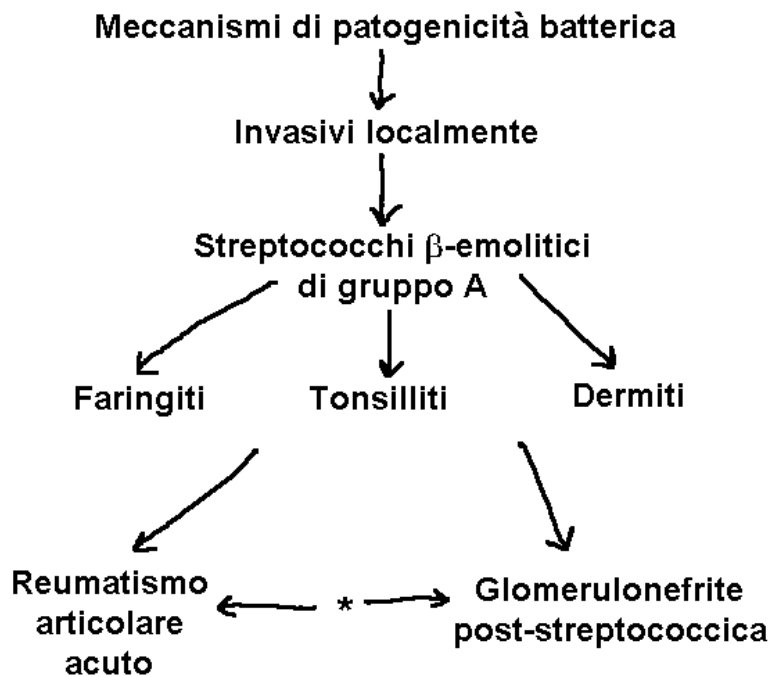 Meccanismi di patogenicità batterica
Invasivi localmente
Streptococchi β-emolitici
di gruppo A
Faringiti
Tonsilliti
Dermiti
Reumatismo
articolare
acuto
*
Glomerulonefrite
post-streptococcica